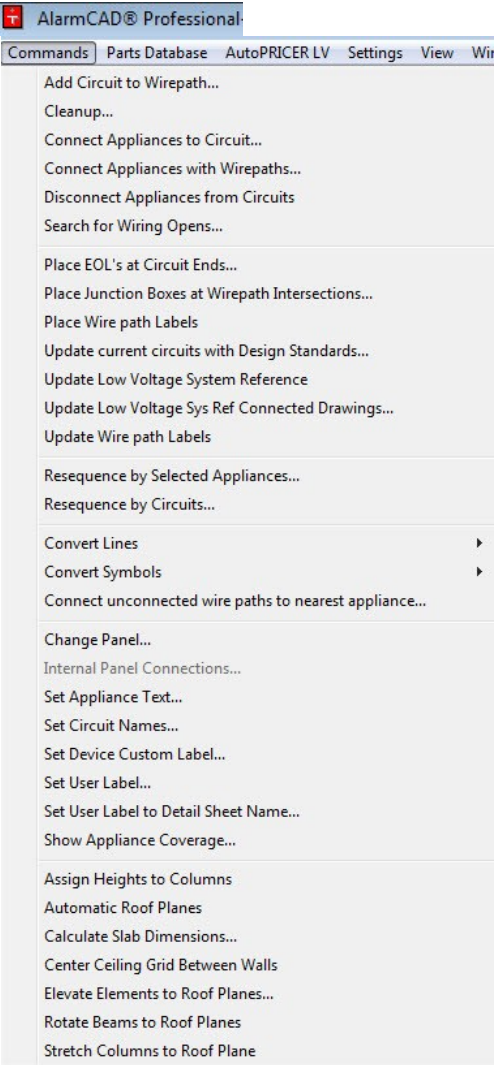 AlarmCAD® Professional
Commands Parts Database AutoPRICER LV Settings View
Add Circuit to Wirepath...
Cleanup...
Connect Appliances to Circuit...
Connect Appliances with Wirepaths...
Disconnect Appliances from Circuits
Search for Wiring Opens...
Place EOL's at Circuit Ends...
Place Junction Boxes at Wirepath Intersections...
Place Wire path Labels
Update current circuits with Design Standards...
Update Low Voltage System Reference
Update Low Voltage Sys Ref Connected Drawings...
Update Wire path Labels
Resequence by Selected Appliances...
Resequence by Circuits...
Convert Lines
Convert Symbols
Connect unconnected wire paths to nearest appliance...
Change Panel...
Internal Panel Connections...
Set Appliance Text...
Set Circuit Names...
Set Device Custom Label...
Set User Label...
Set User Label to Detail Sheet Name...
Show Appliance Coverage...
Assign Heights to Columns
Automatic Roof Planes
Calculate Slab Dimensions...
Center Ceiling Grid Between Walls
Elevate Elements to Roof Planes...
Rotate Beams to Roof Planes
Stretch Columns to Roof Plane